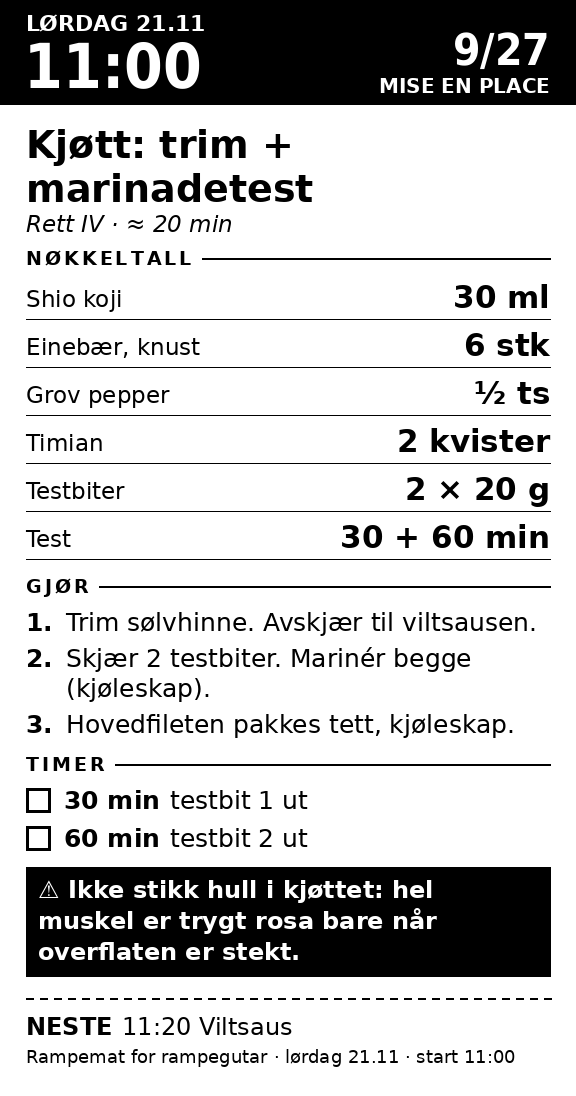 LØRDAG 21.11
11:00
9/27
MISE EN PLACE
Kjøtt: trim +
marinadetest
Rett IV · ≈ 20 min
NØKKELTALL
Shio koji 30 ml
Einebær, knust 6 stk
Grov pepper ½ ts
Timian 2 kvister
Testbiter 2 × 20 g
Test 30 + 60 min
GJØR
1. Trim sølvhinne. Avskjær til viltsausen.
2. Skjær 2 testbiter. Marinér begge
(kjøleskap).
3. Hovedfileten pakkes tett, kjøleskap.
TIMER
☐ 30 min testbit 1 ut
☐ 60 min testbit 2 ut
⚠ Ikke stikk hull i kjøttet: hel
muskel er trygt rosa bare når
overflaten er stekt.
NESTE 11:20 Viltsaus
Rampemat for rampegutar · lørdag 21.11 · start 11:00